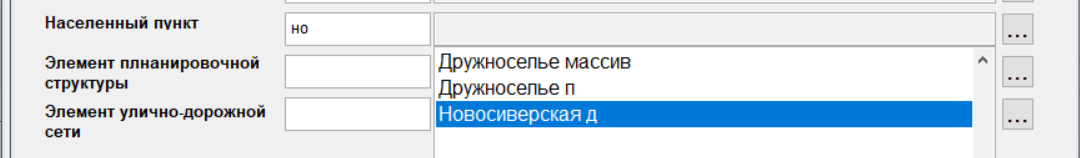 Населенный пункт
но
...
Элемент плнанировочной
структуры
Дружноселье массив
...
Дружноселье п
Элемент улично-дорожной
сети
Новосиверская д
...